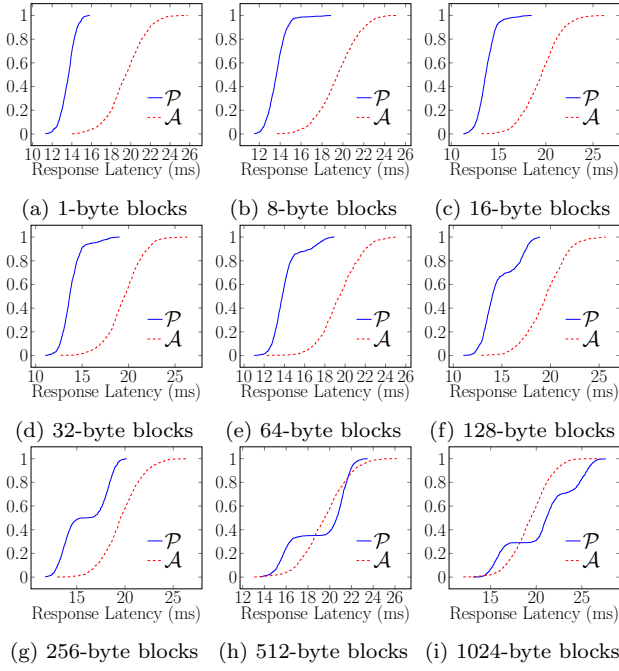 1
0.8
0.6
0.4
0.2
0
𝒫
𝒜
10 12 14 16 18 20 22 24 26
Response Latency (ms)
(a) 1-byte blocks
1
0.8
0.6
0.4
0.2
0
𝒫
𝒜
12 14 16 18 20 22 24 26
Response Latency (ms)
(b) 8-byte blocks
1
0.8
0.6
0.4
0.2
0
𝒫
𝒜
10 15 20 25
Response Latency (ms)
(c) 16-byte blocks
1
0.8
0.6
0.4
0.2
0
𝒫
𝒜
10 15 20 25
Response Latency (ms)
(d) 32-byte blocks
1
0.8
0.6
0.4
0.2
0
𝒫
𝒜
10 12 14 16 18 20 22 24 26
Response Latency (ms)
(e) 64-byte blocks
1
0.8
0.6
0.4
0.2
0
𝒫
𝒜
10 15 20 25
Response Latency (ms)
(f) 128-byte blocks
1
0.8
0.6
0.4
0.2
0
𝒫
𝒜
15 20 25
Response Latency (ms)
(g) 256-byte blocks
1
0.8
0.6
0.4
0.2
0
𝒫
𝒜
12 14 16 18 20 22 24 26
Response Latency (ms)
(h) 512-byte blocks
1
0.8
0.6
0.4
0.2
0
𝒫
𝒜
15 20 25
Response Latency (ms)
(i) 1024-byte blocks